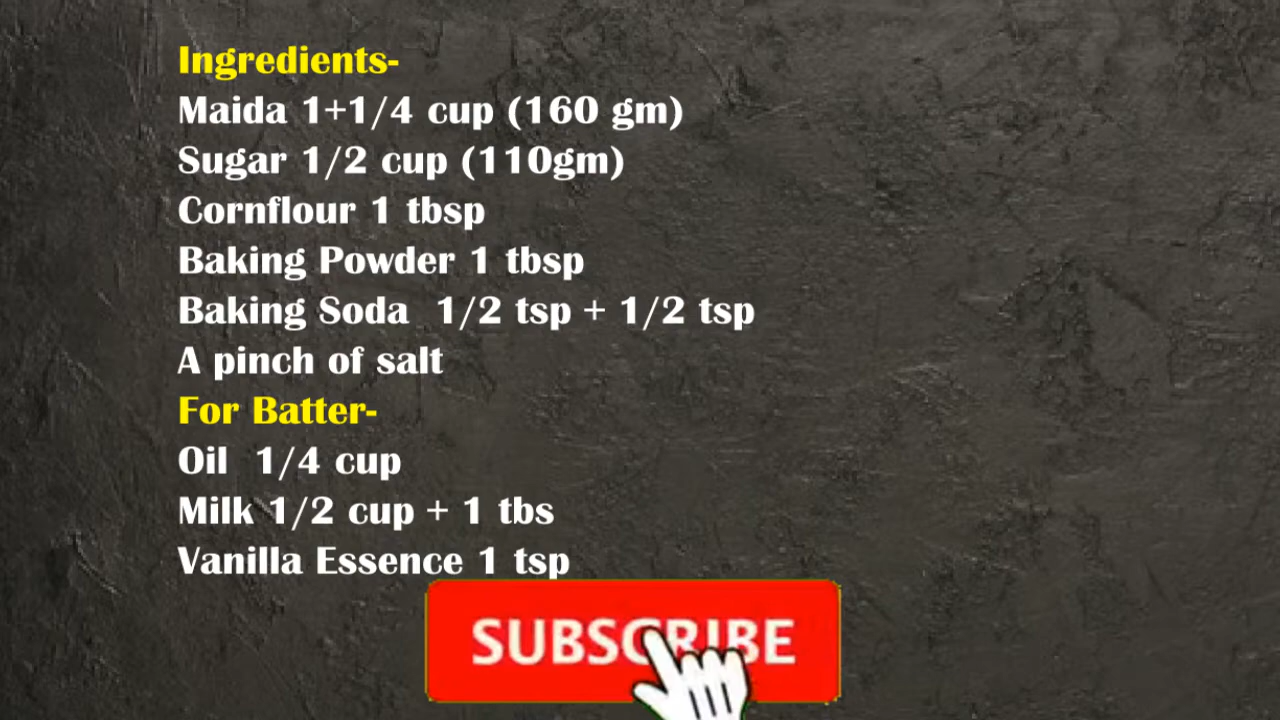 Ingredients-
Maida 1+1/4 cup (160 gm)
Sugar 1/2 cup (110gm)
Cornflour 1 tbsp
Baking Powder 1 tbsp
Baking Soda 1/2 tsp + 1/2 tsp
A pinch of salt
For Batter-
Oil 1/4 cup
Milk 1/2 cup + 1 tbs
Vanilla Essence 1 tsp
SUBSCRIBE